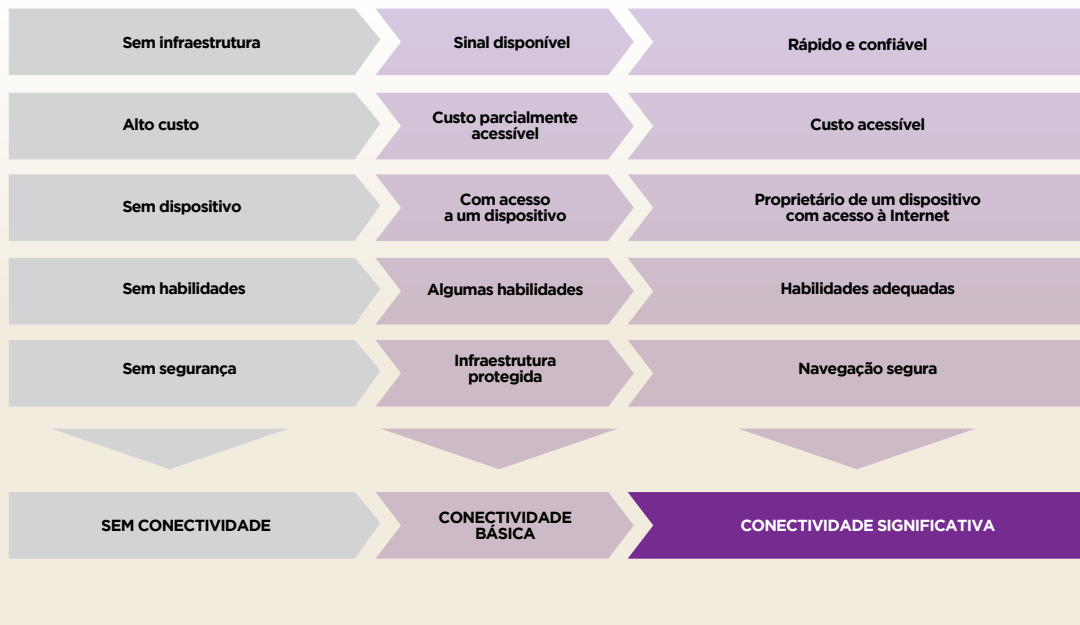 Sem infraestrutura
Sinal disponível
Rápido e confiável
Alto custo
Custo parcialmente
acessível
Custo acessível
Sem dispositivo
Com acesso
a um dispositivo
Proprietário de um dispositivo
com acesso à Internet
Sem habilidades
Algumas habilidades
Habilidades adequadas
Sem segurança
Infraestrutura
protegida
Navegação segura
SEM CONECTIVIDADE
CONECTIVIDADE
BÁSICA
CONECTIVIDADE SIGNIFICATIVA